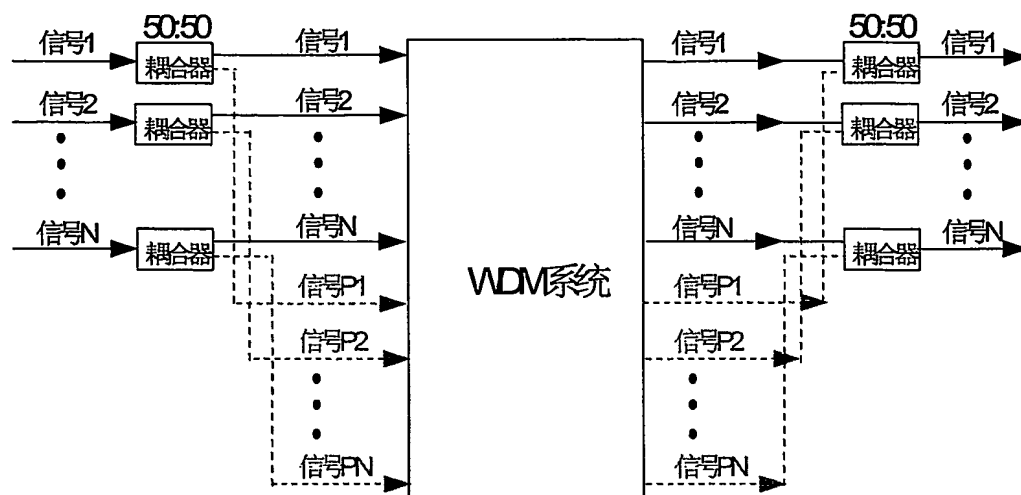 50:50 50:50
信号1 信号1 信号1 信号1
耦合器 耦合器
信号2 信号2 信号2 信号2
耦合器 耦合器
信号N 信号N 信号N 信号N
耦合器 耦合器
WDM系统
信号P1 信号P1
信号P2 信号P2
信号PN 信号PN